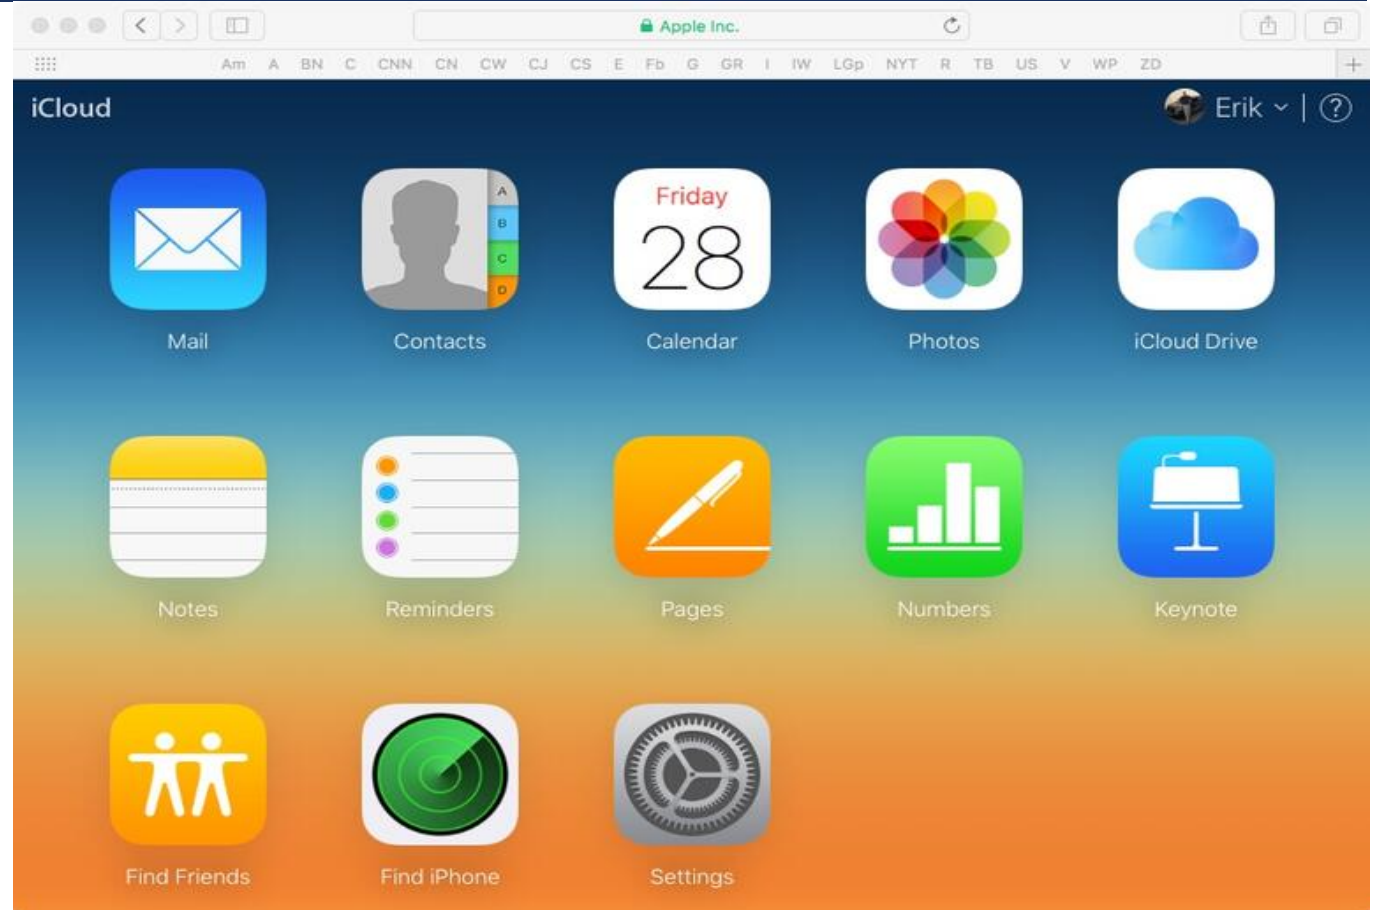 Apple Inc.
Am A BN C CNN CN CW CJ CS E Fb G GR I IW LGp NYT R TB US V WP ZD
iCloud Erik ?
A
B
C
D
Friday
28
Mail Contacts Calendar Photos iCloud Drive
Notes Reminders Pages Numbers Keynote
Find Friends Find iPhone Settings